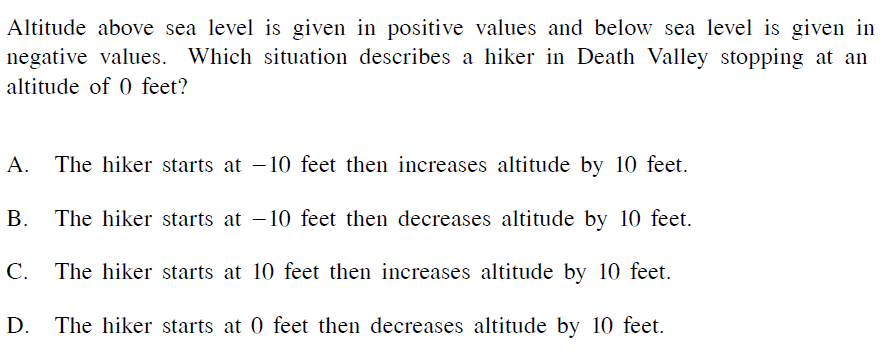 Altitude above sea level is given in positive values and below sea level is given in
negative values. Which situation describes a hiker in Death Valley stopping at an
altitude of 0 feet?
A. The hiker starts at −10 feet then increases altitude by 10 feet.
B. The hiker starts at −10 feet then decreases altitude by 10 feet.
C. The hiker starts at 10 feet then increases altitude by 10 feet.
D. The hiker starts at 0 feet then decreases altitude by 10 feet.